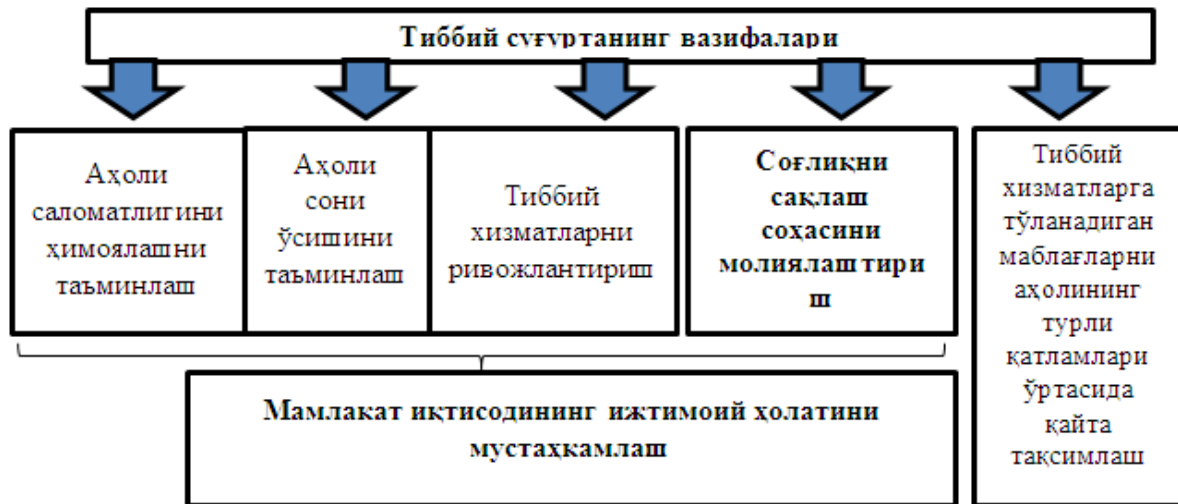 Тиббий суғуртанинг вазифалари
Аҳоли
саломатлигини
ҳимоялашни
таъминлаш
Аҳоли
сони
ўсишини
таъминлаш
Тиббий
хизматларни
ривожлантириш
Соғлиқни
сақлаш
соҳасини
молиялаштири
ш
Тиббий
хизматларга
тўланадиган
маблағларни
аҳолининг
турли
қатламлари
ўртасида
қайта
тақсимлаш
Мамлакат иқтисодининг ижтимоий ҳолатини
мустаҳкамлаш